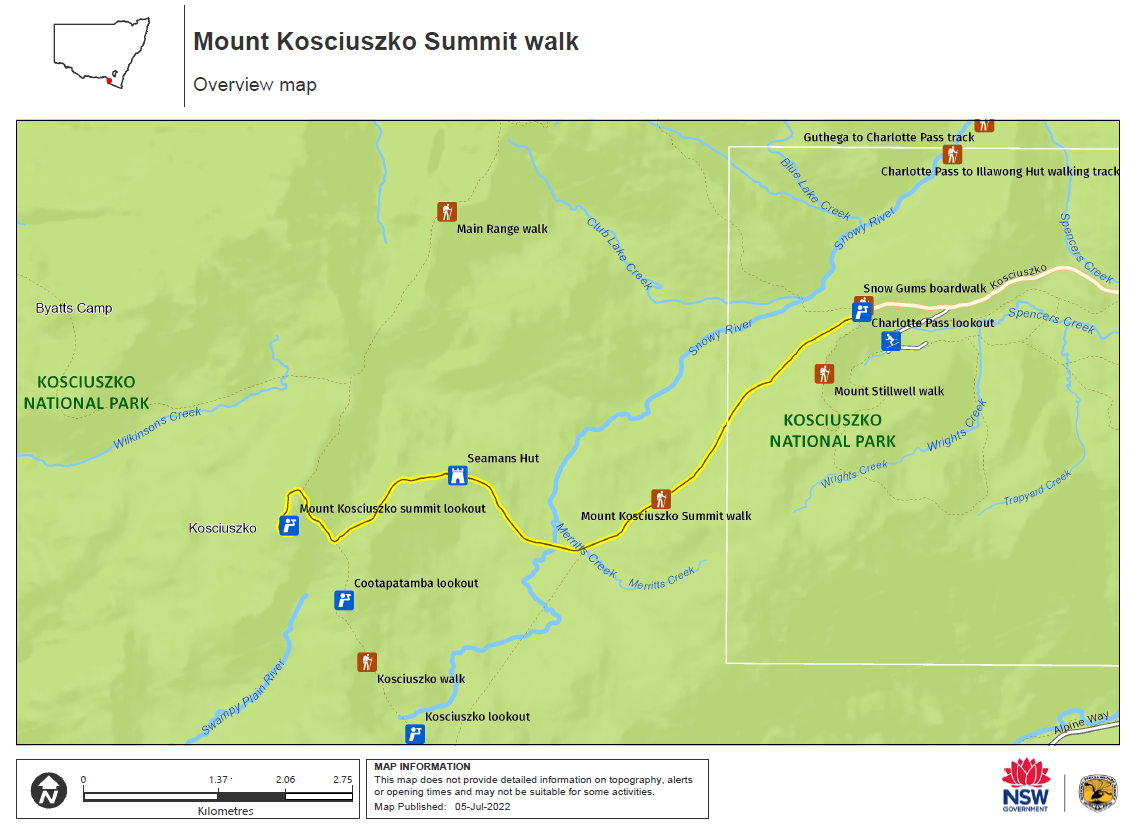 Mount Kosciuszko Summit walk
Overview map
Guthega to Charlotte Pass track
Charlotte Pass to Illawong Hut walking track
Blue Lake Creek
Snowy River
Spencers Creek
Main Range walk
Club Lake Creek
Kosciuszko
Snow Gums boardwalk
Byatts Camp
Charlotte Pass lookout
Spencers Creek
Snowy River
KOSCIUSZKO
NATIONAL PARK
Mount Stillwell walk
Wilkinsons Creek
KOSCIUSZKO
NATIONAL PARK
Wrights Creek
Seamans Hut
Wrights Creek
Trapyard Creek
Mount Kosciuszko summit lookout
Mount Kosciuszko Summit walk
Kosciuszko
Merritts Creek
Merritts Creek
Cootapatamba lookout
Swampy Plain River
Kosciuszko walk
Kosciuszko lookout
Alpine Way
N
0 1.37 2.06 2.75
Kilometres
MAP INFORMATION
This map does not provide detailed information on topography, alerts
or opening times and may not be suitable for some activities.
Map Published: 05-Jul-2022
NSW
GOVERNMENT